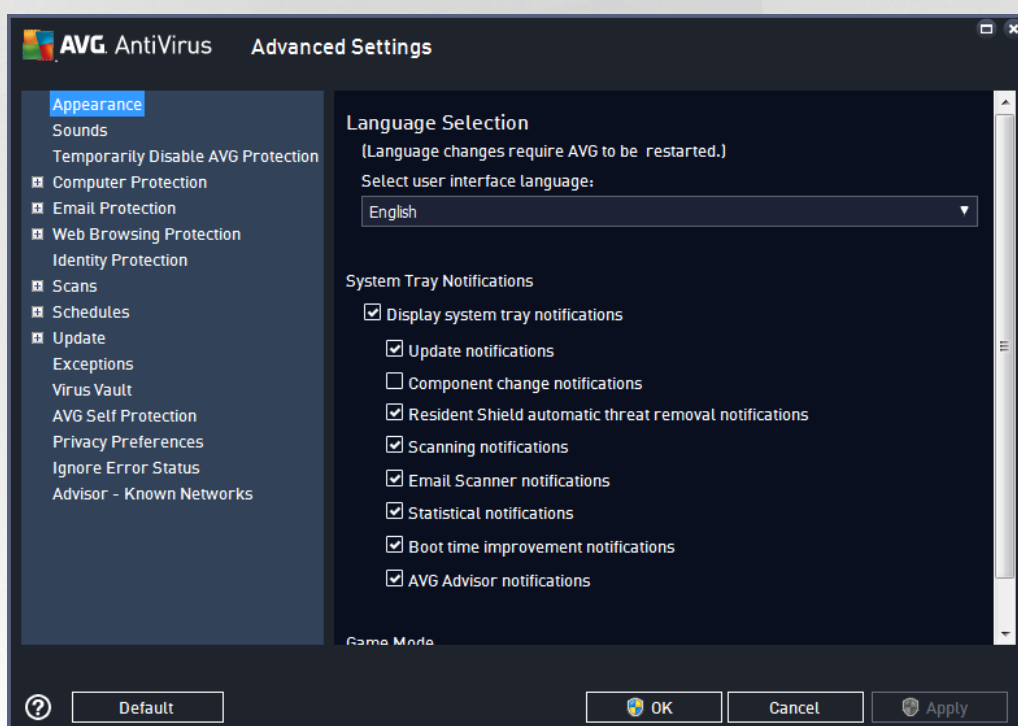 AVG. AntiVirus Advanced Settings
Appearance
Sounds
Temporarily Disable AVG Protection
Computer Protection
Email Protection
Web Browsing Protection
Identity Protection
Scans
Schedules
Update
Exceptions
Virus Vault
AVG Self Protection
Privacy Preferences
Ignore Error Status
Advisor - Known Networks
Language Selection
(Language changes require AVG to be restarted.)
Select user interface language:
English
System Tray Notifications
Display system tray notifications
Update notifications
Component change notifications
Resident Shield automatic threat removal notifications
Scanning notifications
Email Scanner notifications
Statistical notifications
Boot time improvement notifications
AVG Advisor notifications
Game Mode
? Default OK Cancel Apply